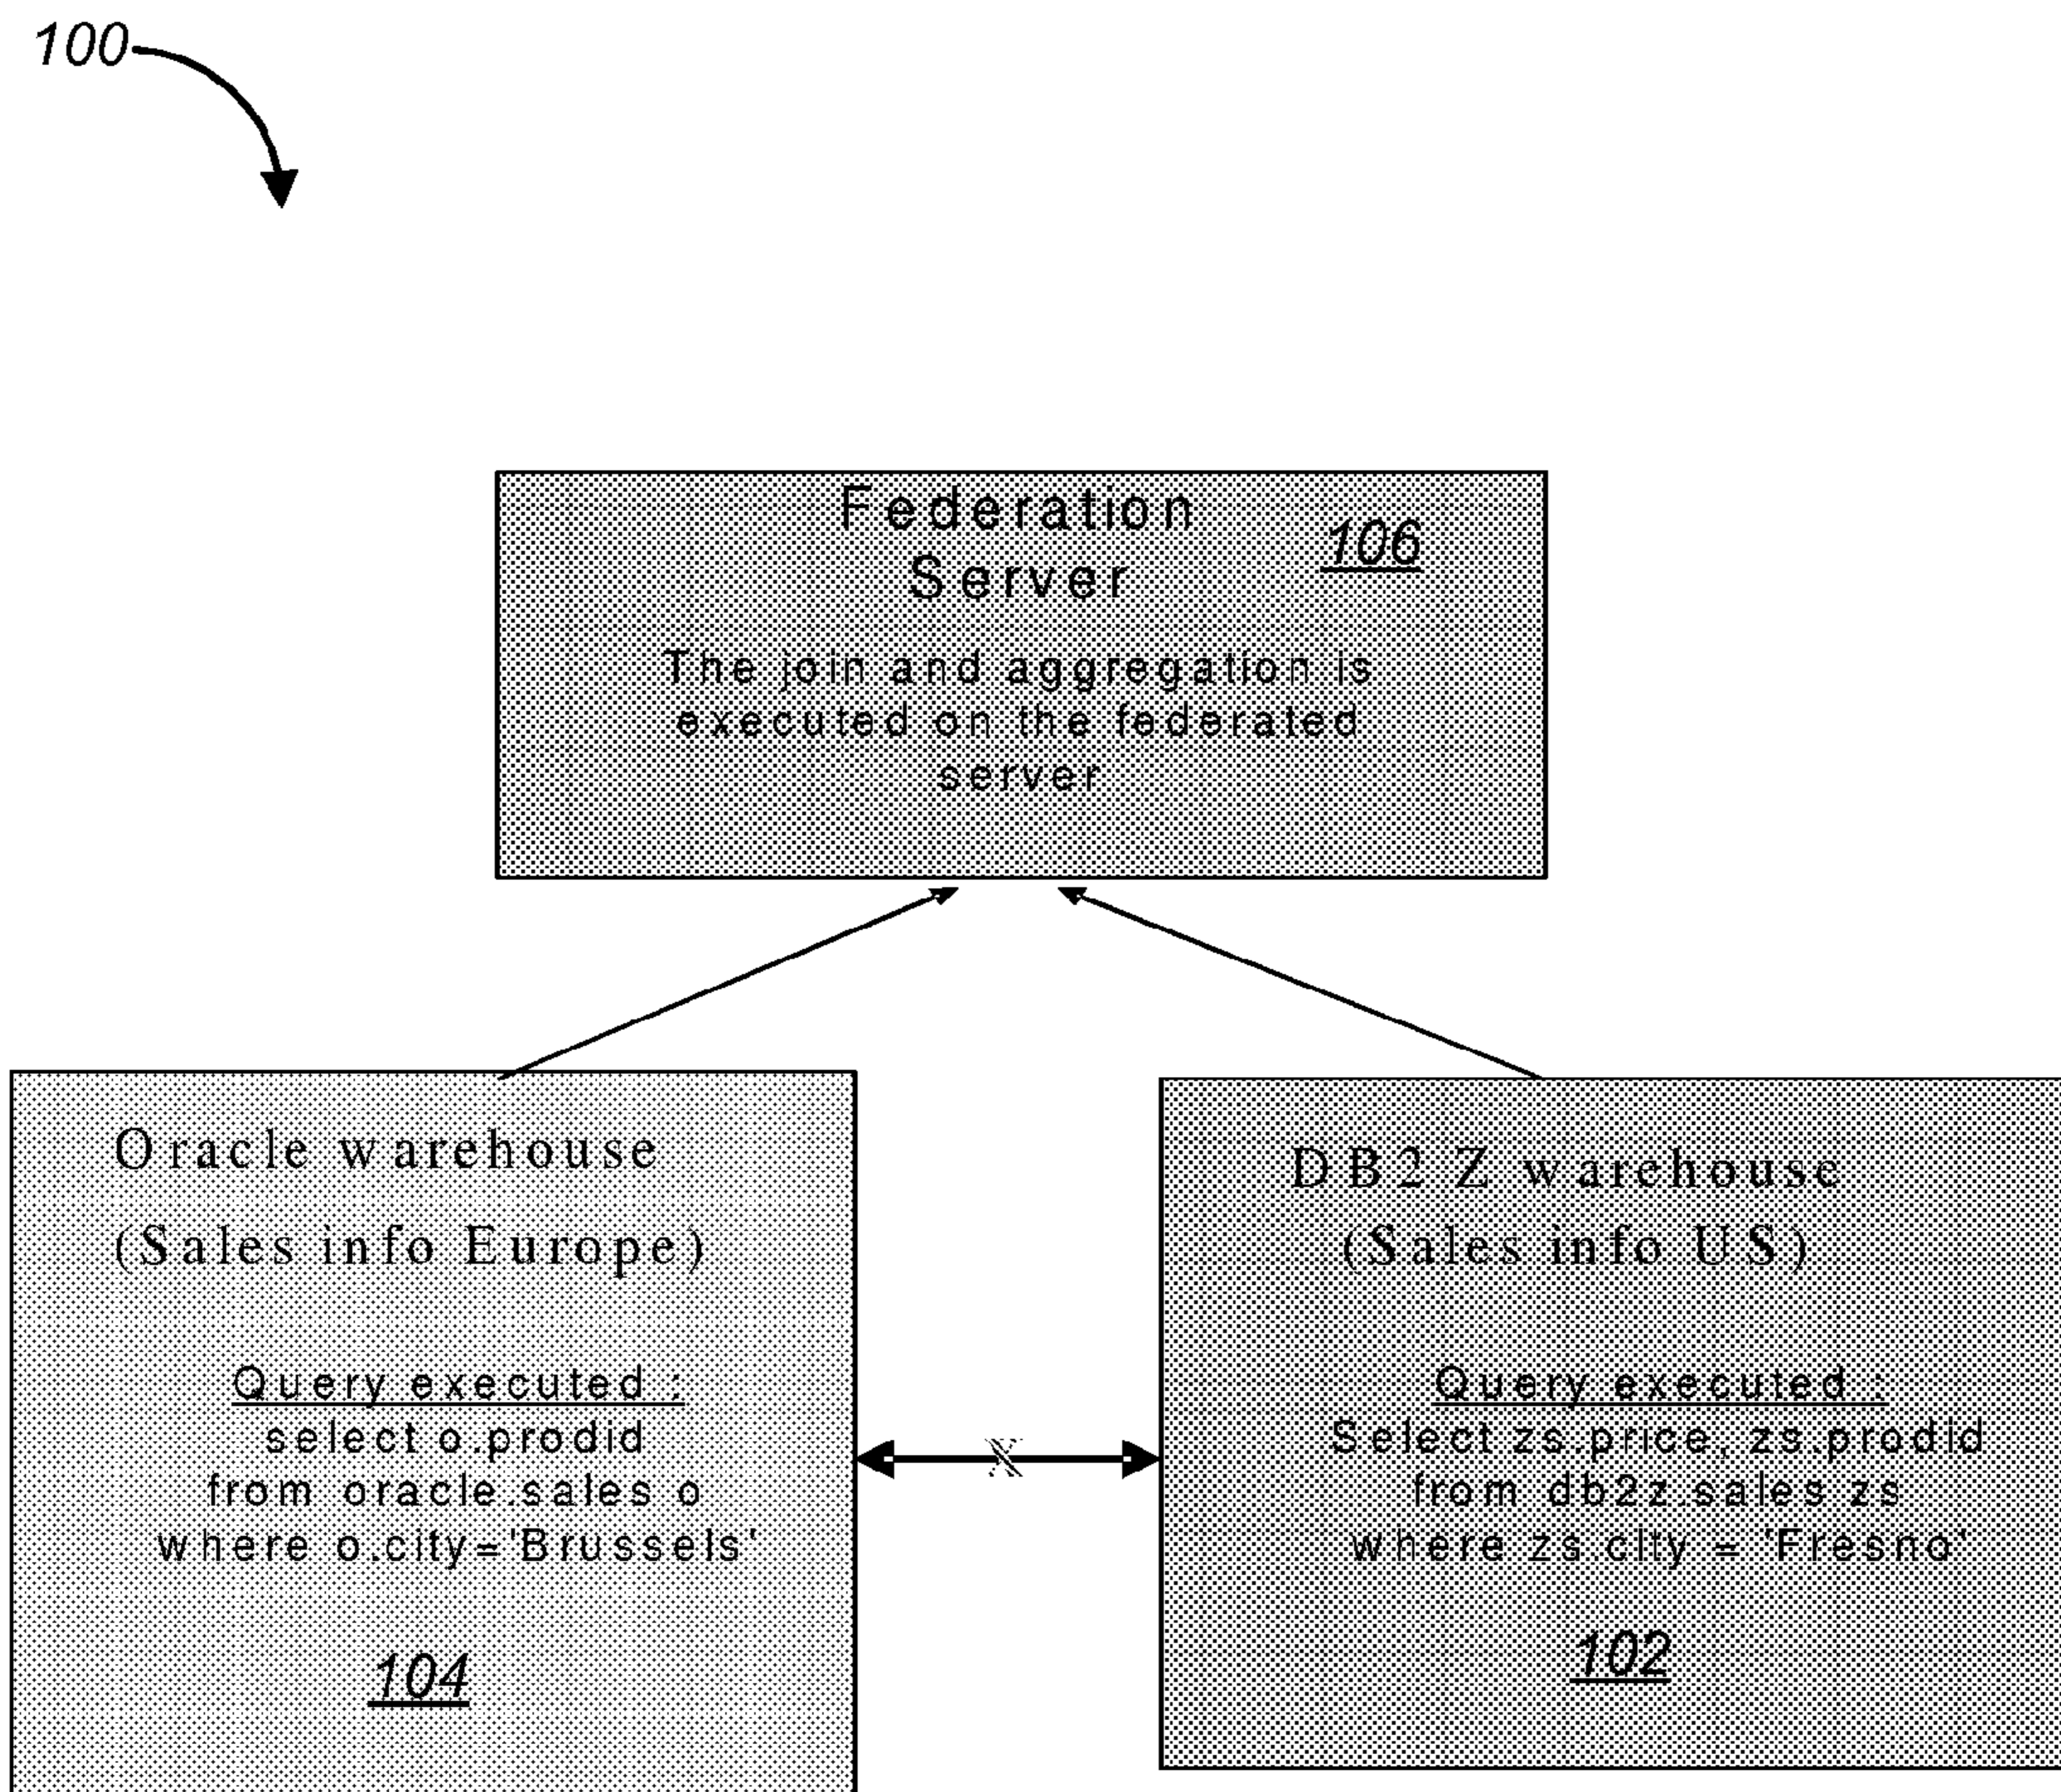 100
Federation
Server
106
The join and aggregation is
executed on the federated
server
Oracle warehouse
(Sales info Europe)
Query executed :
select o.prodid
from oracle.sales o
where o.city='Brussels'
104
X
DB2 Z warehouse
(Sales info US)
Query executed :
Select zs.price, zs.prodid
from db2z.sales zs
where zs.city = 'Fresno'
102